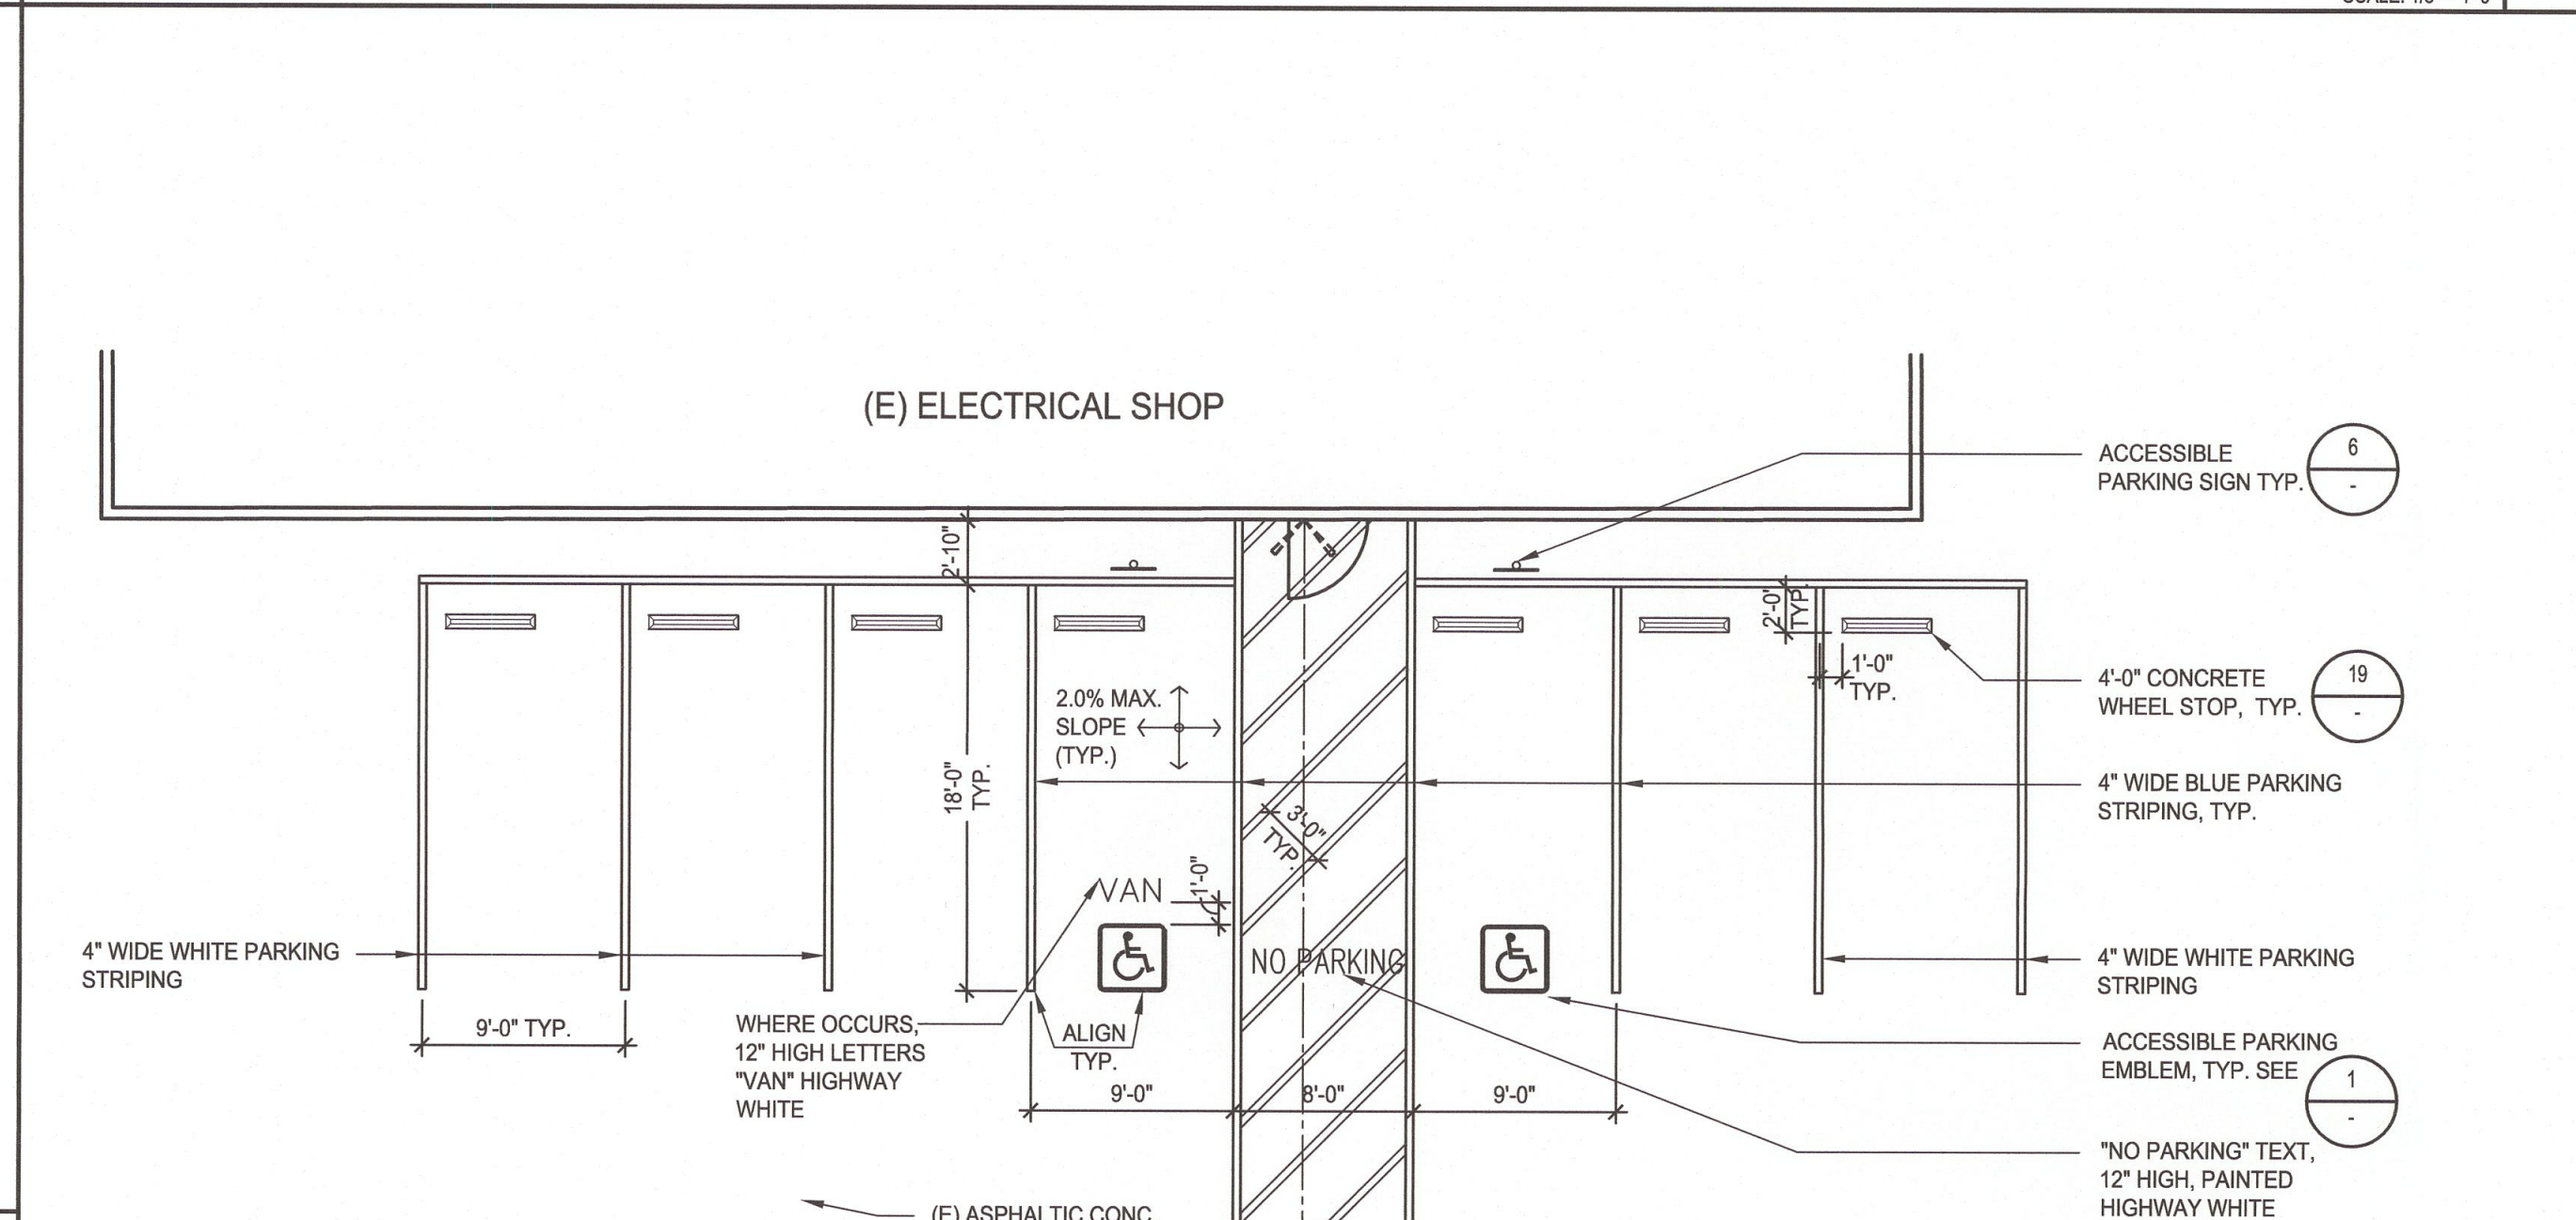 (E) ELECTRICAL SHOP
ACCESSIBLE
PARKING SIGN TYP.
6
-
2'-10"
2'-0"
TYP.
1'-0"
TYP.
4'-0" CONCRETE
WHEEL STOP, TYP.
19
-
2.0% MAX.
SLOPE
(TYP.)
18'-0"
TYP.
4" WIDE BLUE PARKING
STRIPING, TYP.
3'-0"
TYP.
VAN
1'-0"
NO PARKING
4" WIDE WHITE PARKING
STRIPING
4" WIDE WHITE PARKING
STRIPING
9'-0" TYP.
WHERE OCCURS,
12" HIGH LETTERS
"VAN" HIGHWAY
WHITE
ALIGN
TYP.
ACCESSIBLE PARKING
EMBLEM, TYP. SEE
1
-
9'-0"
8'-0"
9'-0"
"NO PARKING" TEXT,
12" HIGH, PAINTED
HIGHWAY WHITE
(E) ASPHALTIC CONC